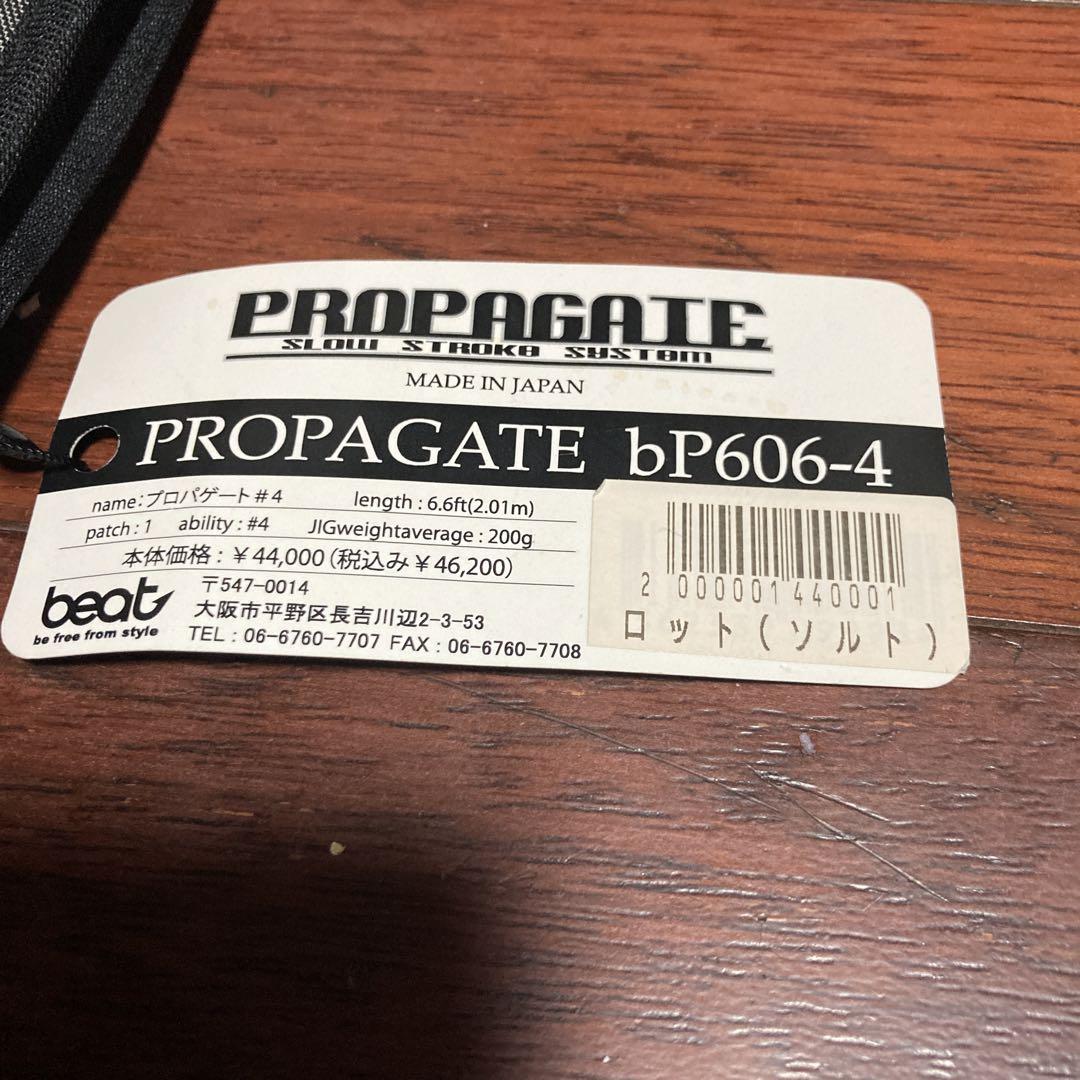 PROPAGATE
SLOW STROKE SYSTEM
MADE IN JAPAN
PROPAGATE bP606-4
name:プロパゲート#4 length:6.6ft(2.01m)
patch:1 ability:#4 JIGweightaverage:200g
本体価格:¥44,000(税込み¥46,200)
beat
be free from style
〒547-0014
大阪市平野区長吉川辺2-3-53
TEL:06-6760-7707 FAX:06-6760-7708
2 000001 440001
ロット(ソルト)